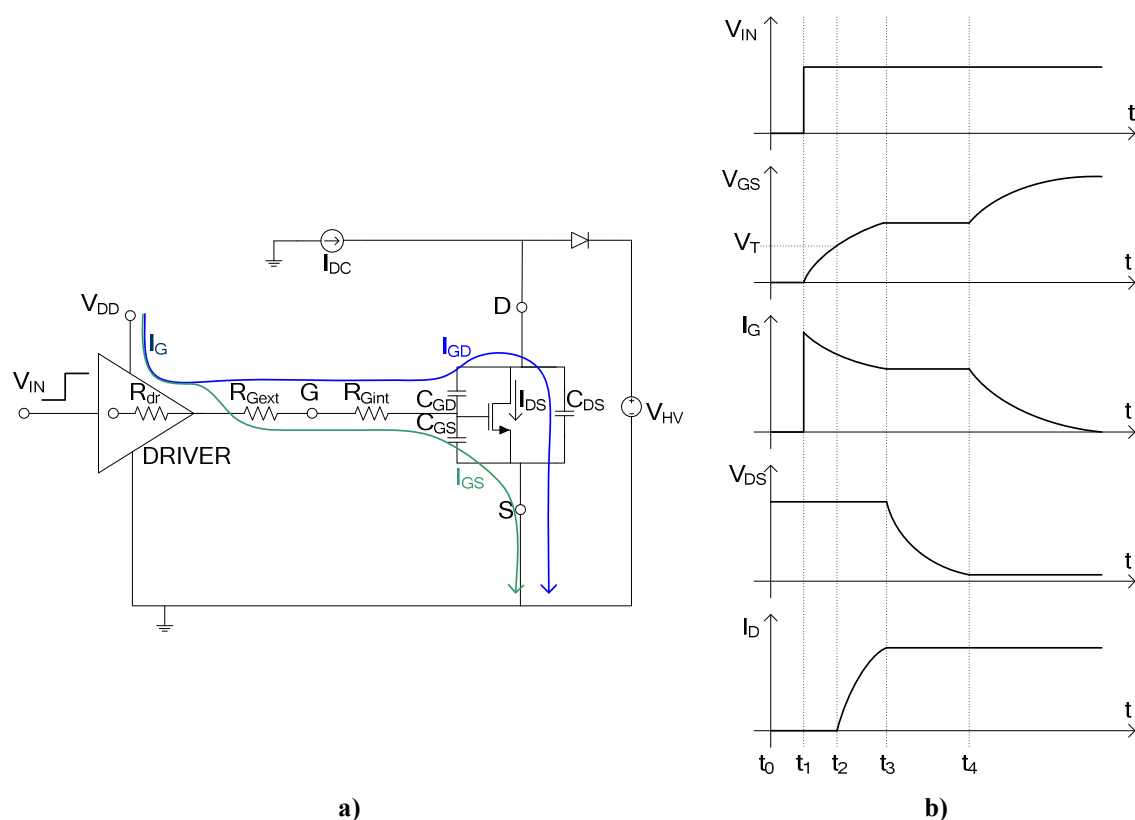 V_DD
I_G
V_IN
R_dr
DRIVER
R_Gext
G
R_Gint
I_DC
D
I_GD
C_GD
C_GS
I_GS
I_DS
C_DS
S
V_HV
a)
V_IN
t
V_GS
V_T
t
I_G
t
V_DS
t
I_D
t
t_0 t_1 t_2 t_3 t_4
b)